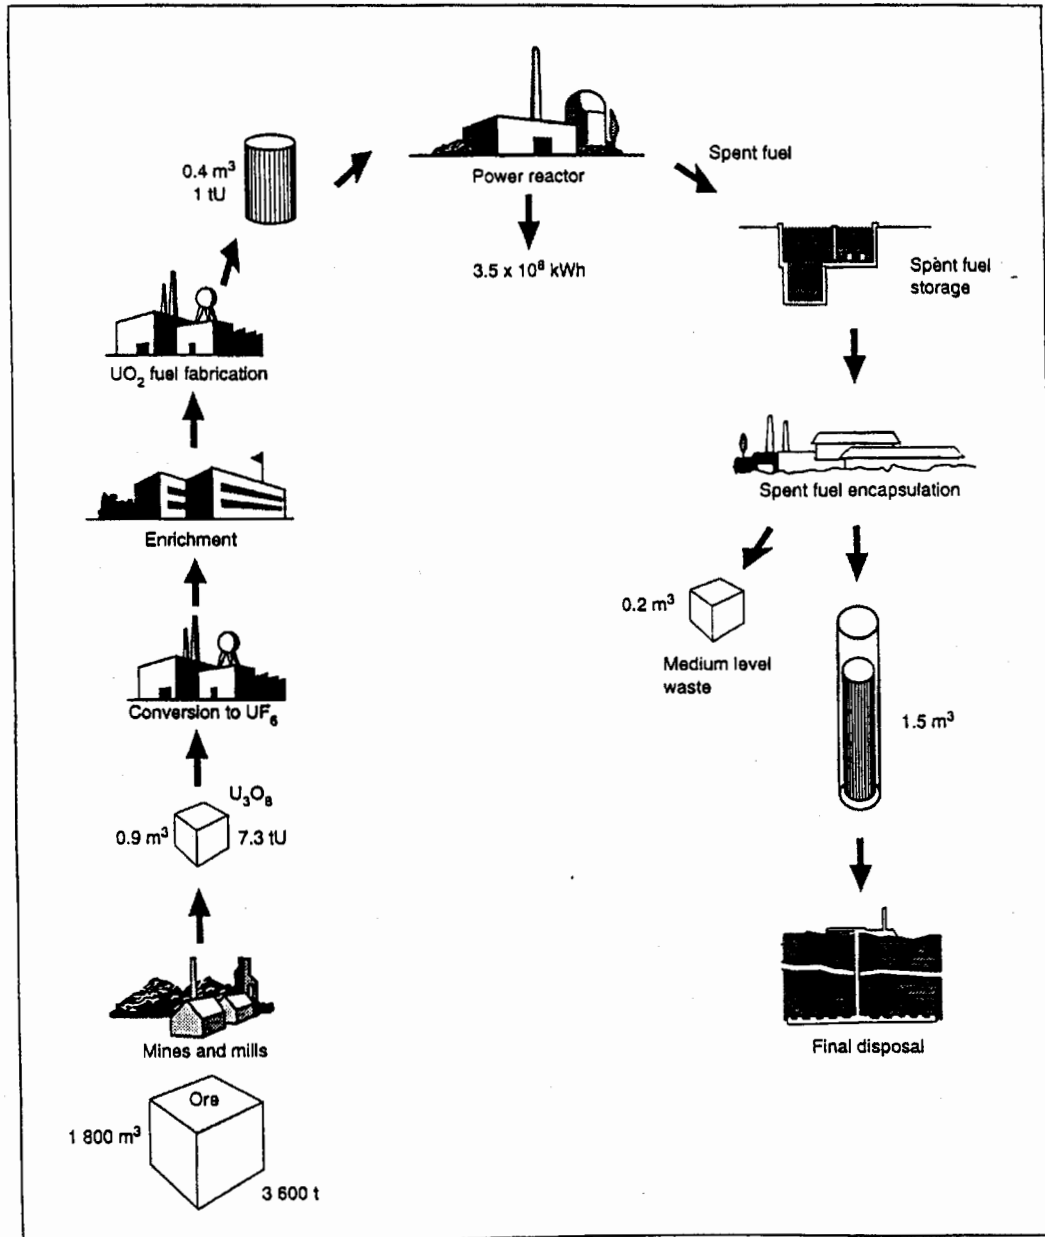 Power reactor
3.5 x 10⁸ kWh
Spent fuel
Spent fuel
storage
0.4 m³
1 tU
UO₂ fuel fabrication
Enrichment
Conversion to UF₆
U₃O₈
0.9 m³
7.3 tU
Mines and mills
Ore
1 800 m³
3 600 t
Spent fuel encapsulation
0.2 m³
Medium level
waste
1.5 m³
Final disposal